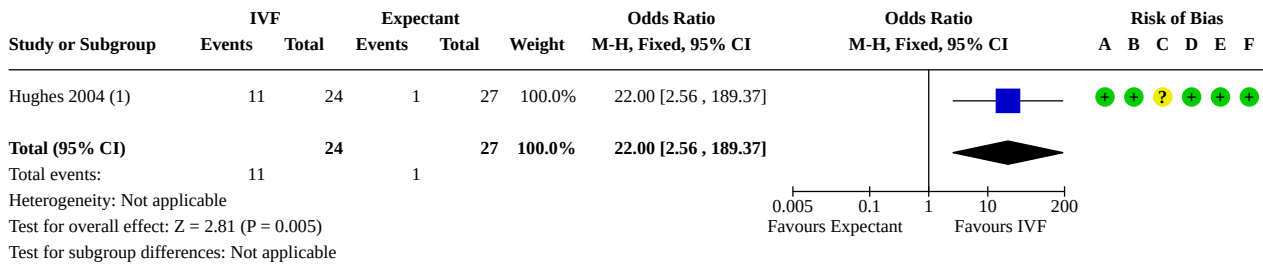 IVF Expectant Odds Ratio Odds Ratio Risk of Bias
Study or Subgroup Events Total Events Total Weight M-H, Fixed, 95% CI M-H, Fixed, 95% CI A B C D E F
Hughes 2004 (1) 11 24 1 27 100.0% 22.00 [2.56 , 189.37] + + ? + + +
Total (95% CI) 24 27 100.0% 22.00 [2.56 , 189.37]
Total events: 11 1
Heterogeneity: Not applicable
0.005 0.1 1 10 200
Test for overall effect: Z = 2.81 (P = 0.005)
Favours Expectant Favours IVF
Test for subgroup differences: Not applicable